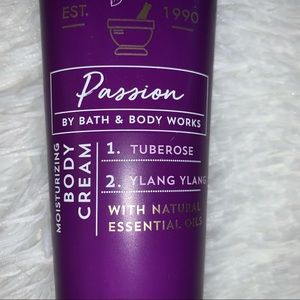 EST. 1990
Passion
BY BATH & BODY WORKS
MOISTURIZING
BODY
CREAM
1. TUBEROSE
2. YLANG YLANG
WITH NATURAL
ESSENTIAL OILS